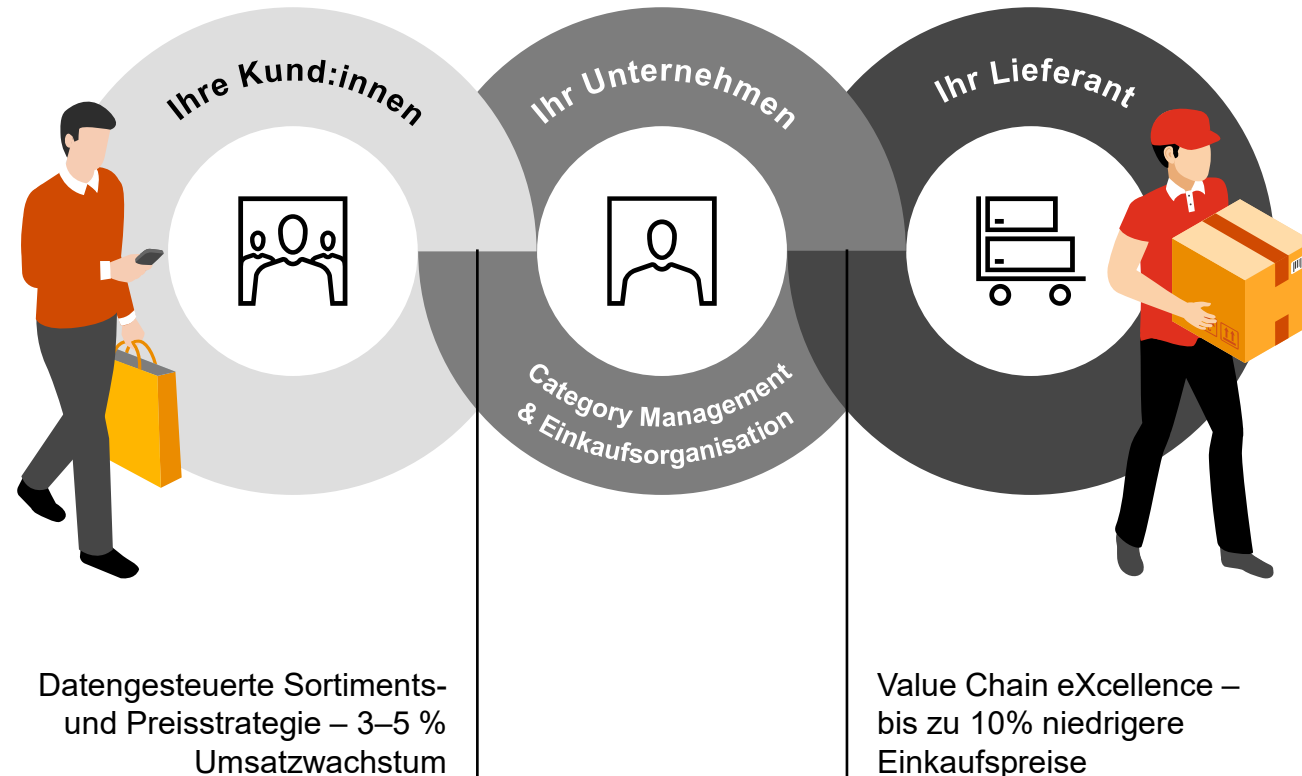 Ihre Kund:innen
Ihr Unternehmen
Ihr Lieferant
Category Management
& Einkaufsorganisation
Datengesteuerte Sortiments-
und Preisstrategie – 3–5 %
Umsatzwachstum
Value Chain eXcellence –
bis zu 10% niedrigere
Einkaufspreise